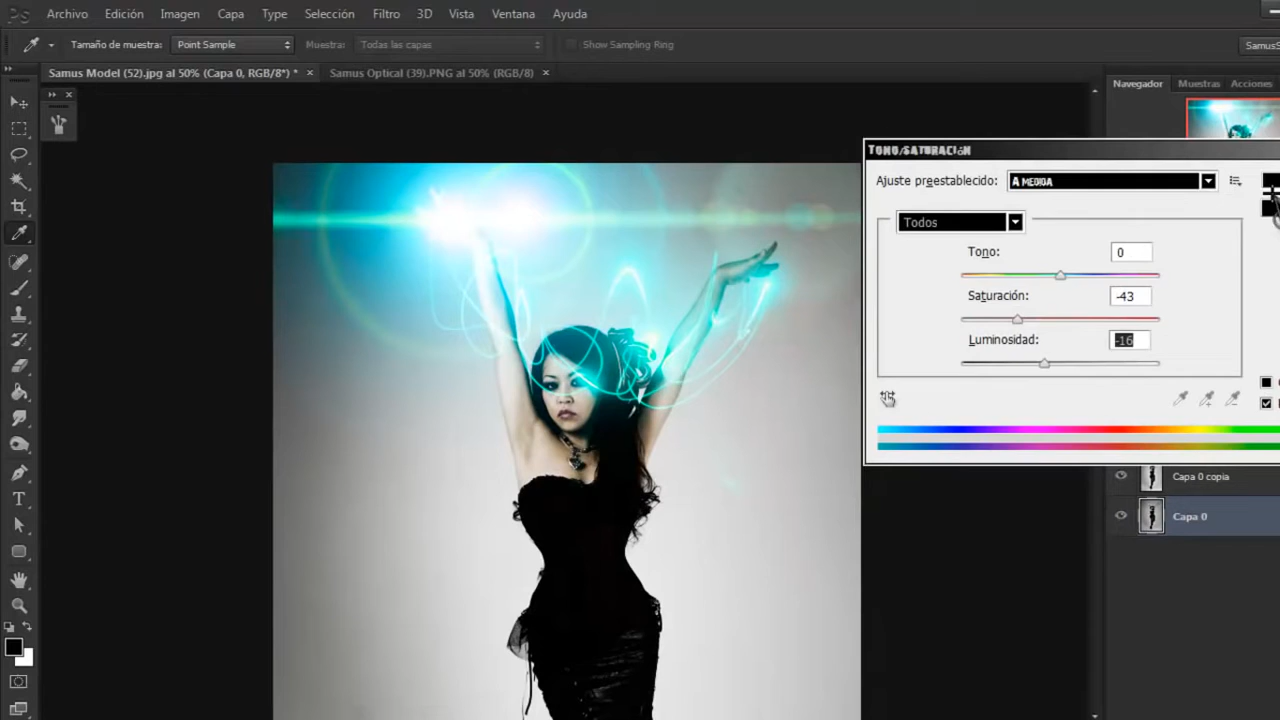 Ps Archivo Edición Imagen Capa Type Selección Filtro 3D Vista Ventana Ayuda
Tamaño de muestra: Point Sample Muestra: Todas las capas Show Sampling Ring
Samus Model (52).jpg al 50% (Capa 0, RGB/8*) * × Samus Optical (39).PNG al 50% (RGB/8) ×
Navegador Muestras Acciones
TONO/SATURACIÓN
Ajuste preestablecido: A MEDIDA
Todos
Tono: 0
Saturación: -43
Luminosidad: -16
Capa 0 copia
Capa 0